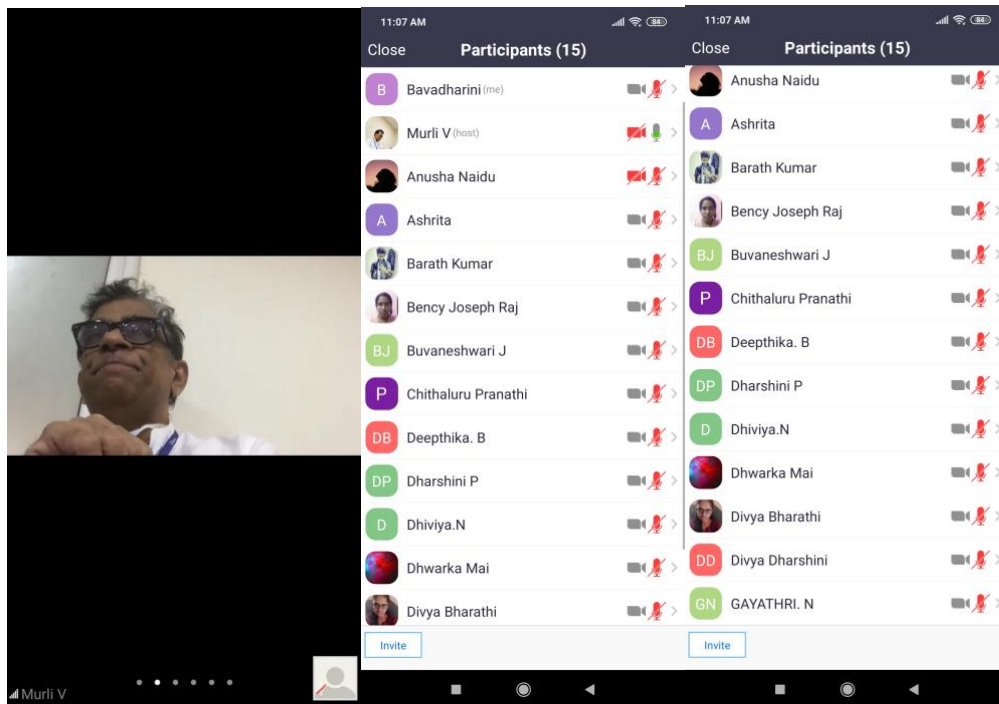 Murli V
11:07 AM
84
Close
Participants (15)
B
Bavadharini (me)
Murli V (host)
Anusha Naidu
A
Ashrita
Barath Kumar
Bency Joseph Raj
BJ
Buvaneshwari J
P
Chithaluru Pranathi
DB
Deepthika. B
DP
Dharshini P
D
Dhiviya.N
Dhwarka Mai
Divya Bharathi
Invite
11:07 AM
84
Close
Participants (15)
Anusha Naidu
A
Ashrita
Barath Kumar
Bency Joseph Raj
BJ
Buvaneshwari J
P
Chithaluru Pranathi
DB
Deepthika. B
DP
Dharshini P
D
Dhiviya.N
Dhwarka Mai
Divya Bharathi
DD
Divya Dharshini
GN
GAYATHRI. N
Invite